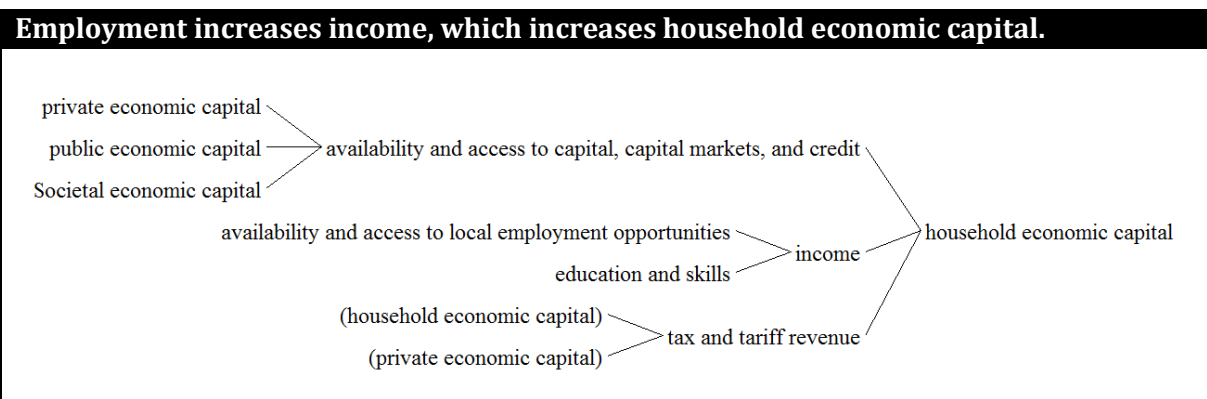 Employment increases income, which increases household economic capital.
private economic capital
public economic capital
availability and access to capital, capital markets, and credit
Societal economic capital
availability and access to local employment opportunities
household economic capital
income
education and skills
(household economic capital)
tax and tariff revenue
(private economic capital)